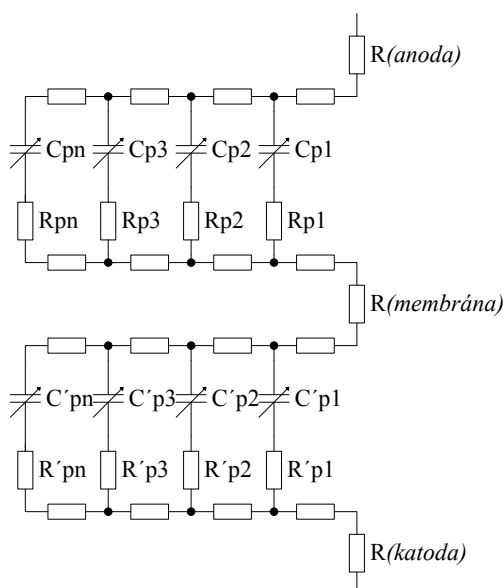 R(anoda)
Cpn Cp3 Cp2 Cp1
Rpn Rp3 Rp2 Rp1
R(membrána)
C´pn C´p3 C´p2 C´p1
R´pn R´p3 R´p2 R´p1
R(katoda)